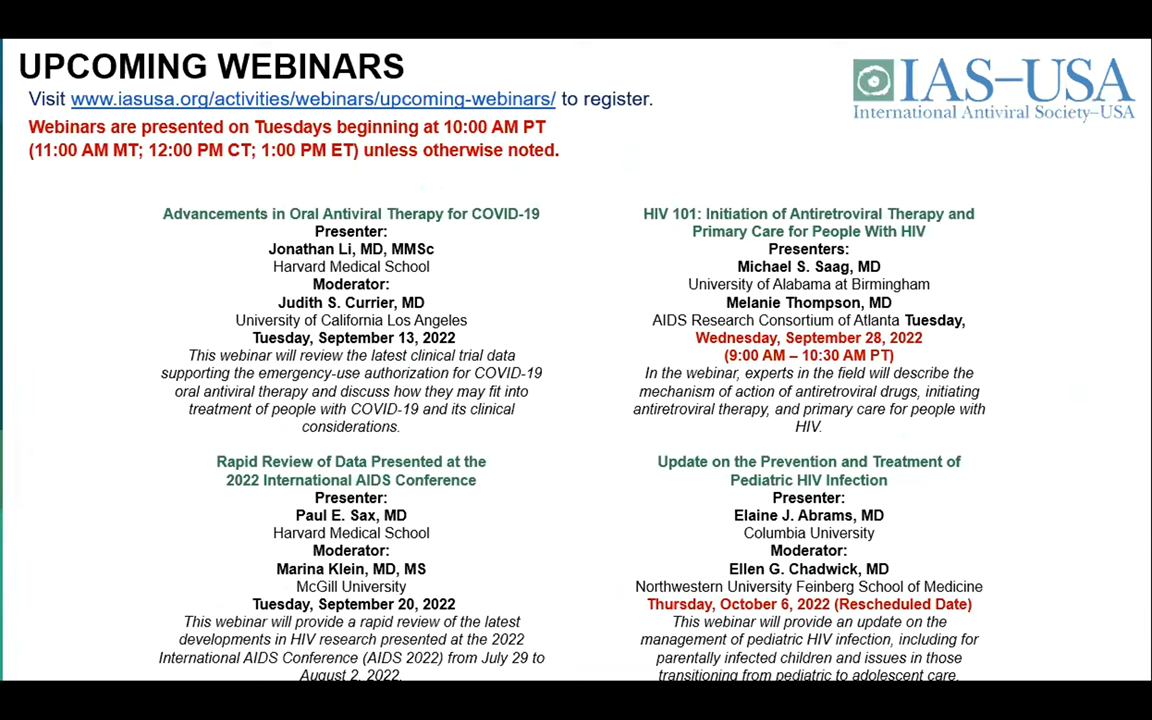 UPCOMING WEBINARS
Visit www.iasusa.org/activities/webinars/upcoming-webinars/ to register.
Webinars are presented on Tuesdays beginning at 10:00 AM PT
(11:00 AM MT; 12:00 PM CT; 1:00 PM ET) unless otherwise noted.
IAS–USA
International Antiviral Society–USA
Advancements in Oral Antiviral Therapy for COVID-19
Presenter:
Jonathan Li, MD, MMSc
Harvard Medical School
Moderator:
Judith S. Currier, MD
University of California Los Angeles
Tuesday, September 13, 2022
This webinar will review the latest clinical trial data
supporting the emergency-use authorization for COVID-19
oral antiviral therapy and discuss how they may fit into
treatment of people with COVID-19 and its clinical
considerations.
Rapid Review of Data Presented at the
2022 International AIDS Conference
Presenter:
Paul E. Sax, MD
Harvard Medical School
Moderator:
Marina Klein, MD, MS
McGill University
Tuesday, September 20, 2022
This webinar will provide a rapid review of the latest
developments in HIV research presented at the 2022
International AIDS Conference (AIDS 2022) from July 29 to
August 2, 2022.
HIV 101: Initiation of Antiretroviral Therapy and
Primary Care for People With HIV
Presenters:
Michael S. Saag, MD
University of Alabama at Birmingham
Melanie Thompson, MD
AIDS Research Consortium of Atlanta Tuesday,
Wednesday, September 28, 2022
(9:00 AM – 10:30 AM PT)
In the webinar, experts in the field will describe the
mechanism of action of antiretroviral drugs, initiating
antiretroviral therapy, and primary care for people with
HIV.
Update on the Prevention and Treatment of
Pediatric HIV Infection
Presenter:
Elaine J. Abrams, MD
Columbia University
Moderator:
Ellen G. Chadwick, MD
Northwestern University Feinberg School of Medicine
Thursday, October 6, 2022 (Rescheduled Date)
This webinar will provide an update on the
management of pediatric HIV infection, including for
parentally infected children and issues in those
transitioning from pediatric to adolescent care.